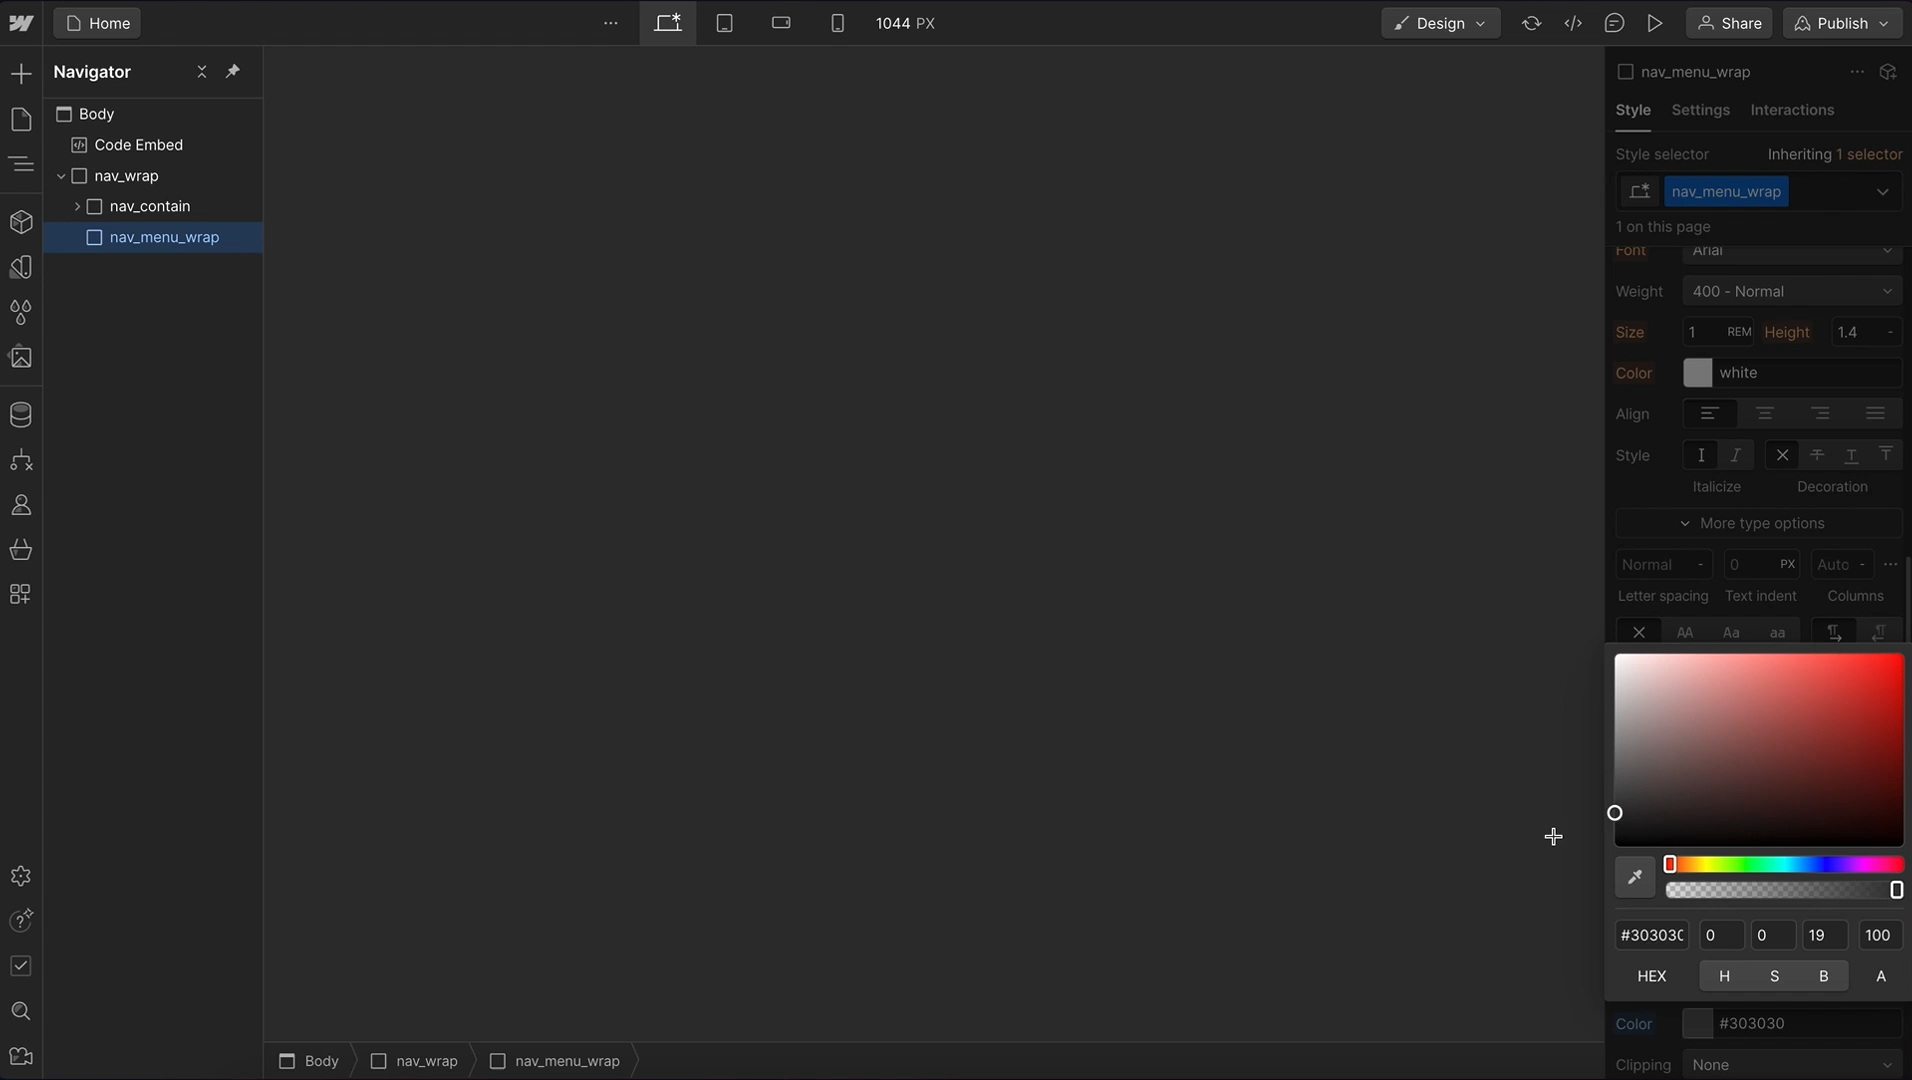 Home
1044 PX
Design
Share
Publish
Navigator
Body
Code Embed
nav_wrap
nav_contain
nav_menu_wrap
nav_menu_wrap
Style Settings Interactions
Style selector Inheriting 1 selector
nav_menu_wrap
1 on this page
Font Arial
Weight 400 - Normal
Size 1 REM Height 1.4 -
Color white
Align
Style
Italicize Decoration
More type options
Normal - 0 PX Auto -
Letter spacing Text indent Columns
AA Aa aa
#303030 0 0 19 100
HEX H S B A
Color #303030
Clipping None
Body nav_wrap nav_menu_wrap